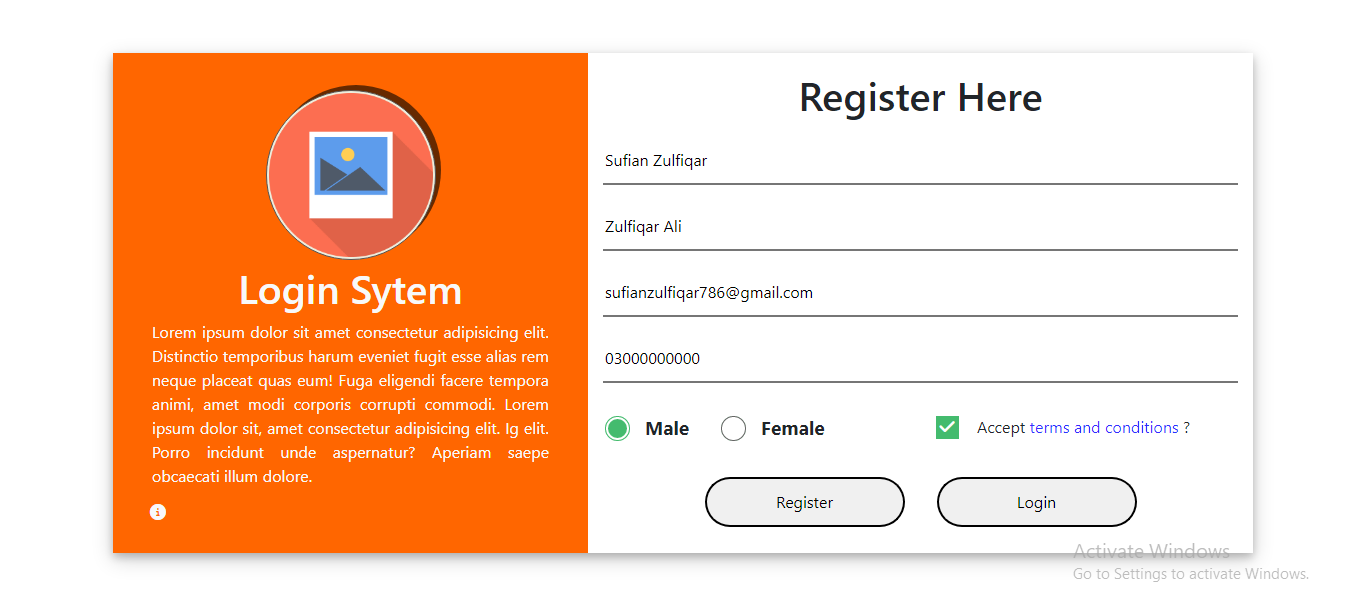 Login Sytem
Lorem ipsum dolor sit amet consectetur adipisicing elit.
Distinctio temporibus harum eveniet fugit esse alias rem
neque placeat quas eum! Fuga eligendi facere tempora
animi, amet modi corporis corrupti commodi. Lorem
ipsum dolor sit, amet consectetur adipisicing elit. Ig elit.
Porro incidunt unde aspernatur? Aperiam saepe
obcaecati illum dolore.
i
Register Here
Sufian Zulfiqar
Zulfiqar Ali
sufianzulfiqar786@gmail.com
03000000000
Male Female Accept terms and conditions ?
Register Login
Activate Windows
Go to Settings to activate Windows.